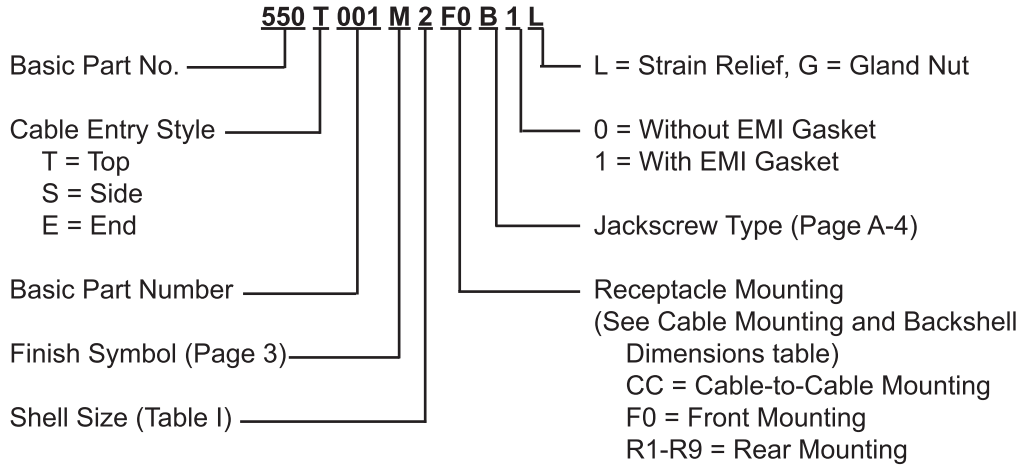 550 T 001 M 2 F0 B 1 L
Basic Part No.
Cable Entry Style
T = Top
S = Side
E = End
Basic Part Number
Finish Symbol (Page 3)
Shell Size (Table I)
L = Strain Relief, G = Gland Nut
0 = Without EMI Gasket
1 = With EMI Gasket
Jackscrew Type (Page A-4)
Receptacle Mounting
(See Cable Mounting and Backshell
Dimensions table)
CC = Cable-to-Cable Mounting
F0 = Front Mounting
R1-R9 = Rear Mounting